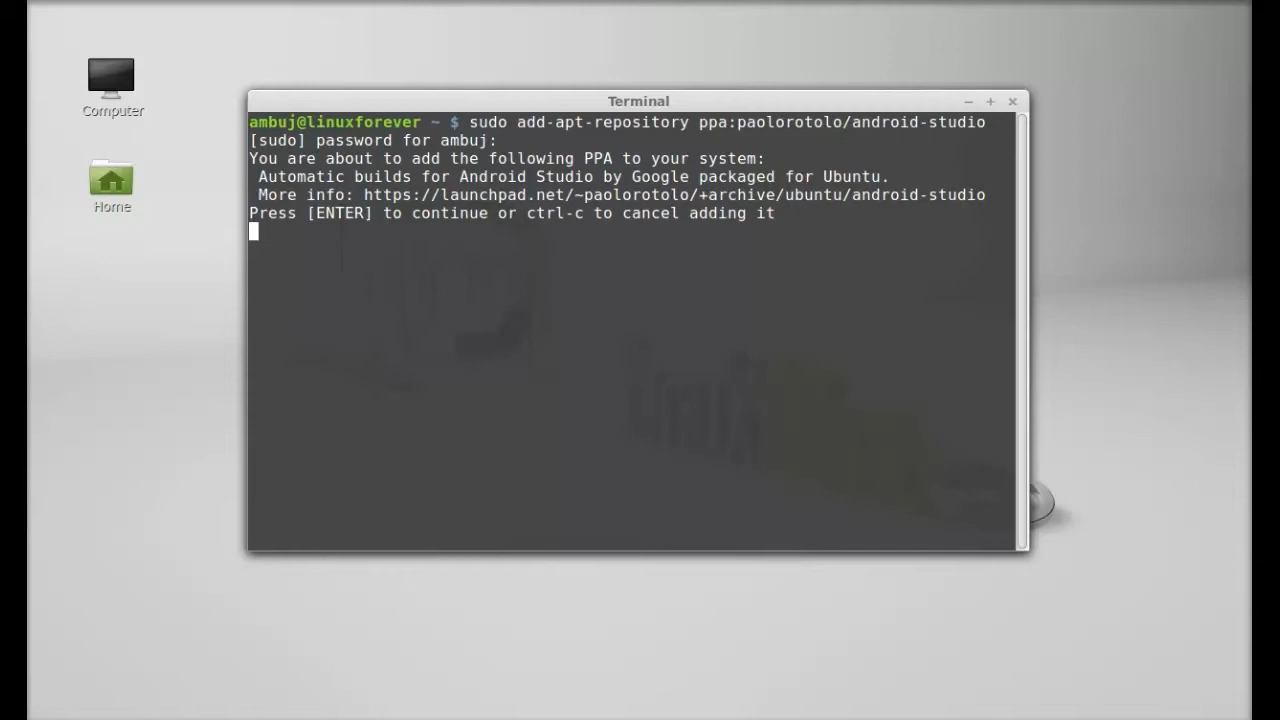 Computer
Home
Terminal
ambuj@linuxforever ~ $ sudo add-apt-repository ppa:paolorotolo/android-studio
[sudo] password for ambuj:
You are about to add the following PPA to your system:
 Automatic builds for Android Studio by Google packaged for Ubuntu.
 More info: https://launchpad.net/~paolorotolo/+archive/ubuntu/android-studio
Press [ENTER] to continue or ctrl-c to cancel adding it